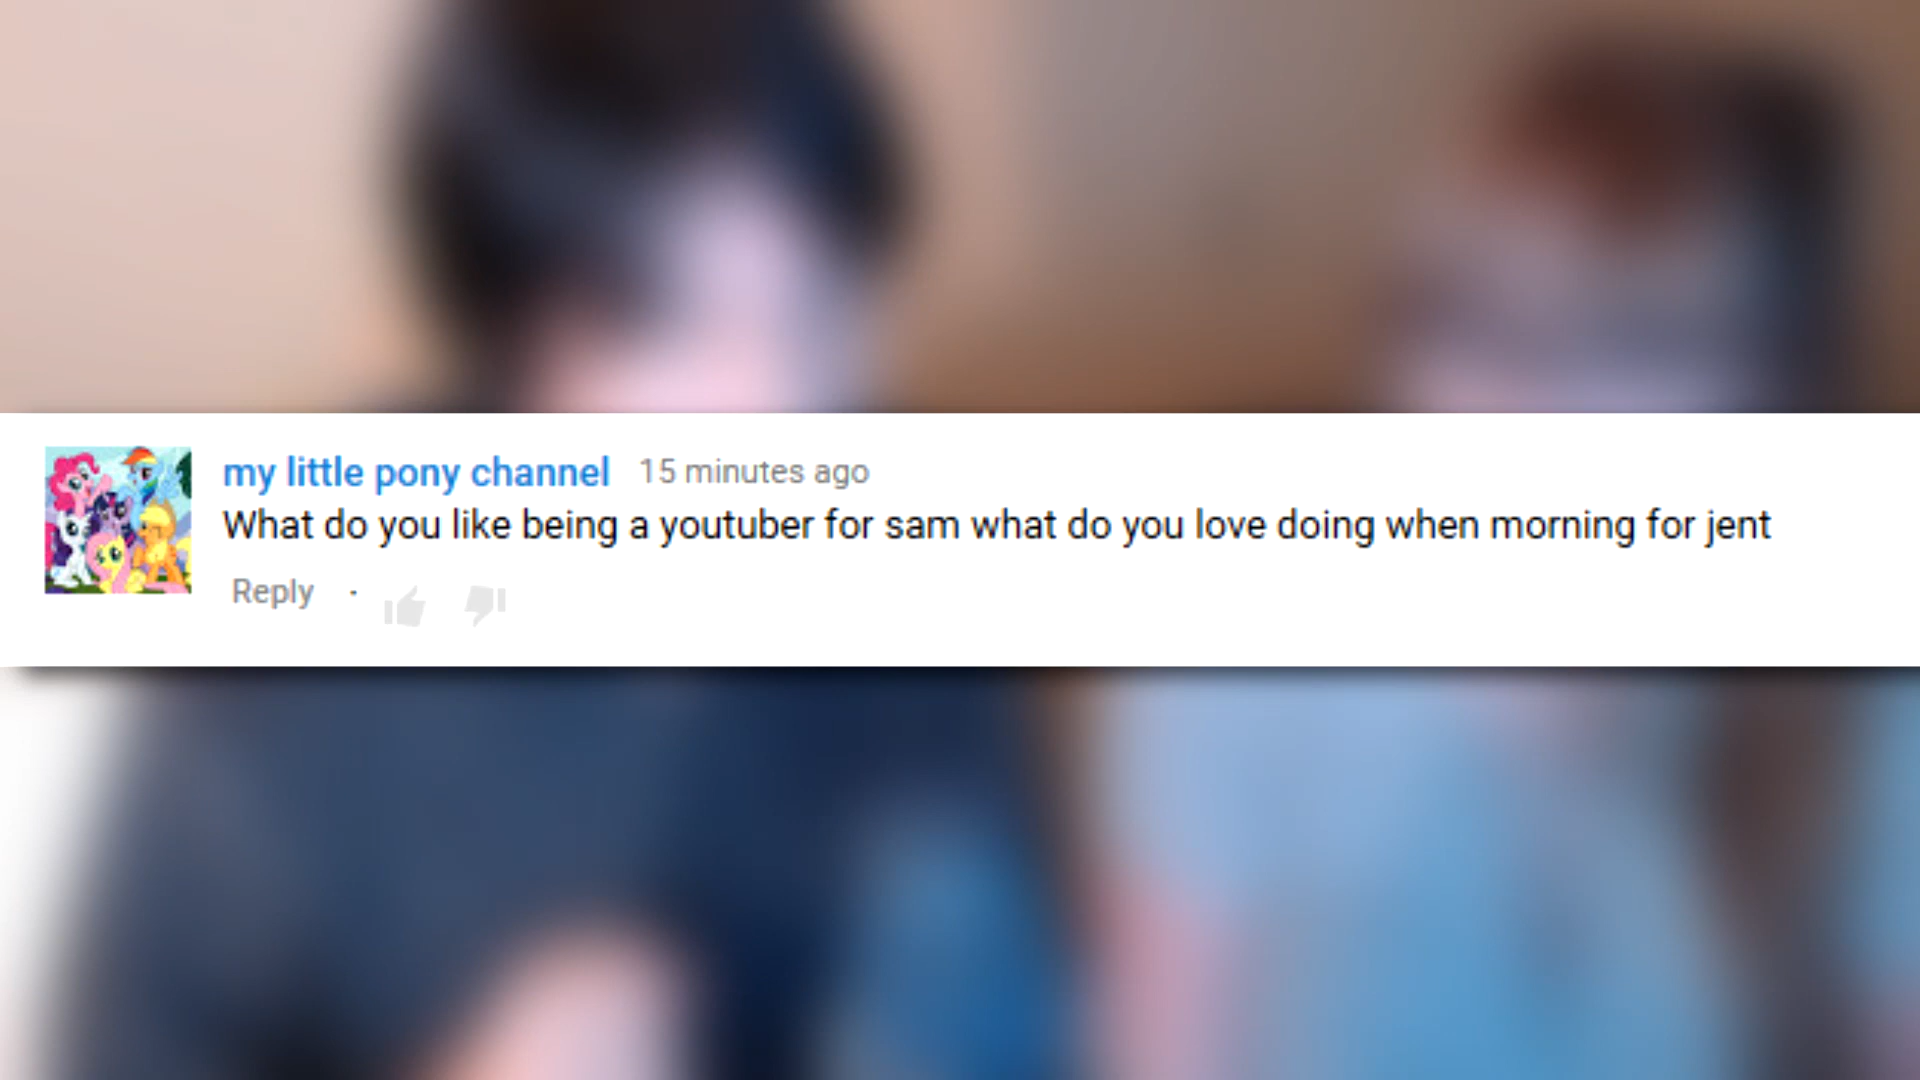 my little pony channel 15 minutes ago
What do you like being a youtuber for sam what do you love doing when morning for jent
Reply ·